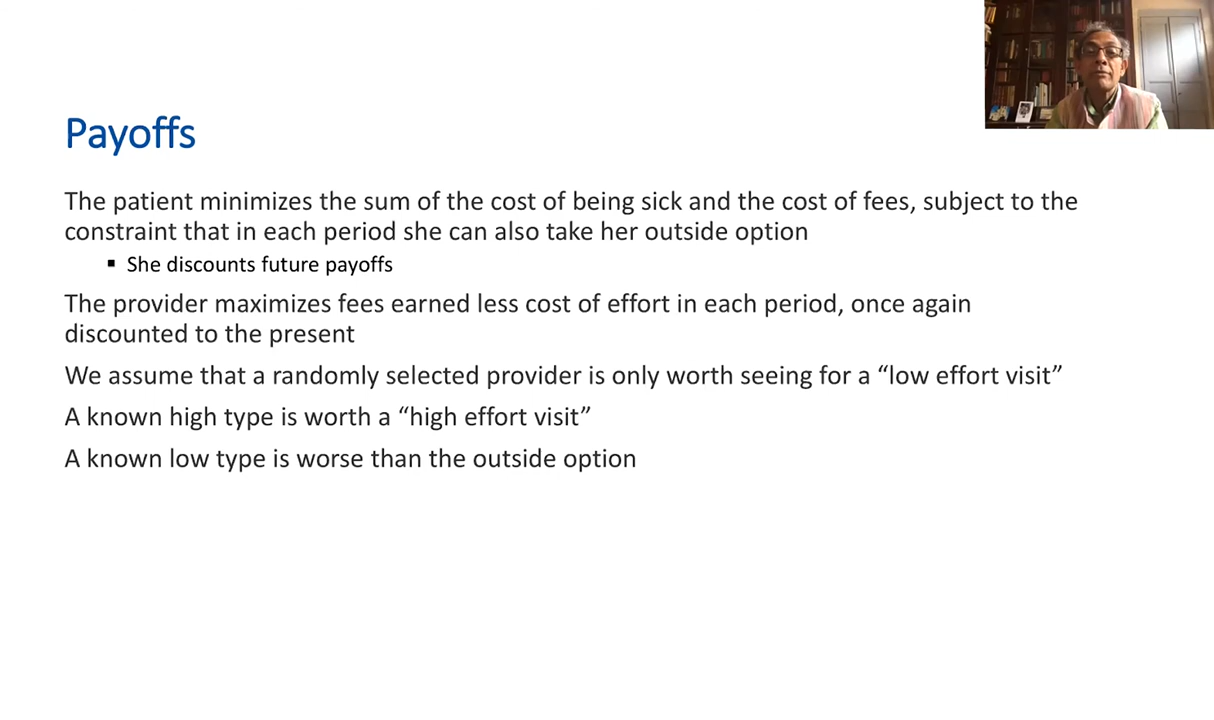 Payoffs
The patient minimizes the sum of the cost of being sick and the cost of fees, subject to the
constraint that in each period she can also take her outside option
▪ She discounts future payoffs
The provider maximizes fees earned less cost of effort in each period, once again
discounted to the present
We assume that a randomly selected provider is only worth seeing for a “low effort visit”
A known high type is worth a “high effort visit”
A known low type is worse than the outside option